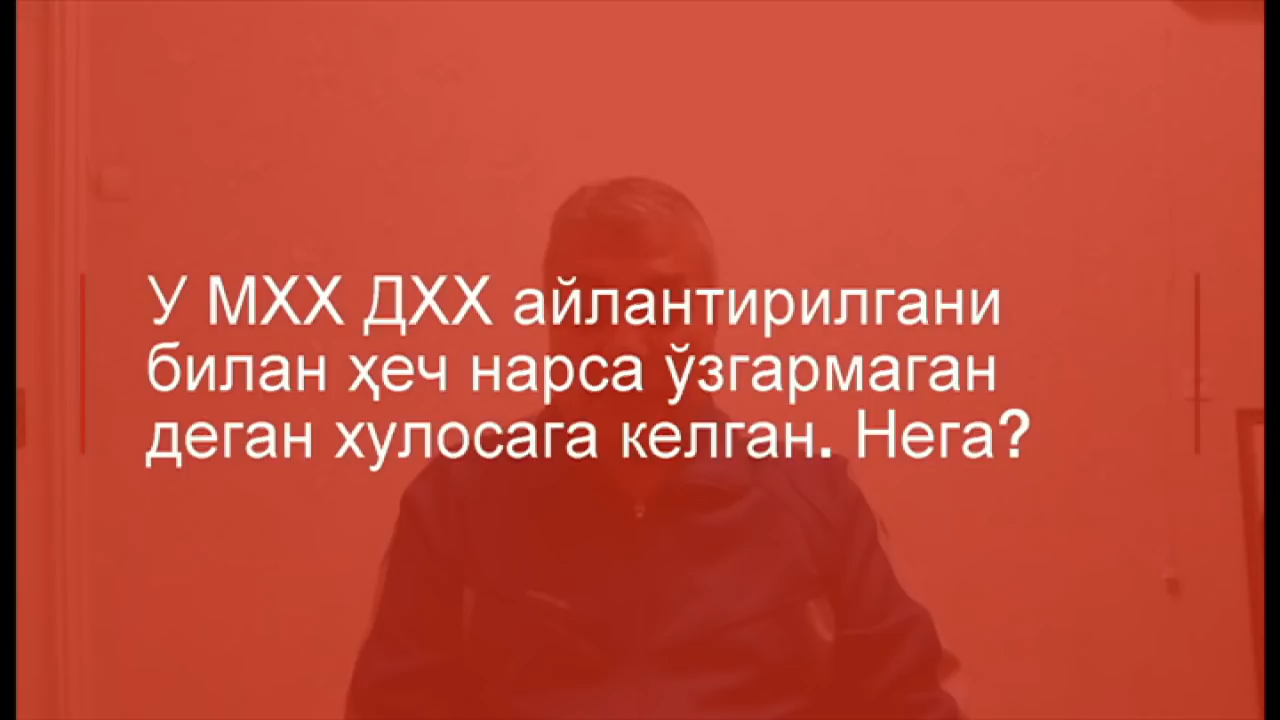 У МХХ ДХХ айлантирилгани
билан ҳеч нарса ўзгармаган
деган хулосага келган. Нега?